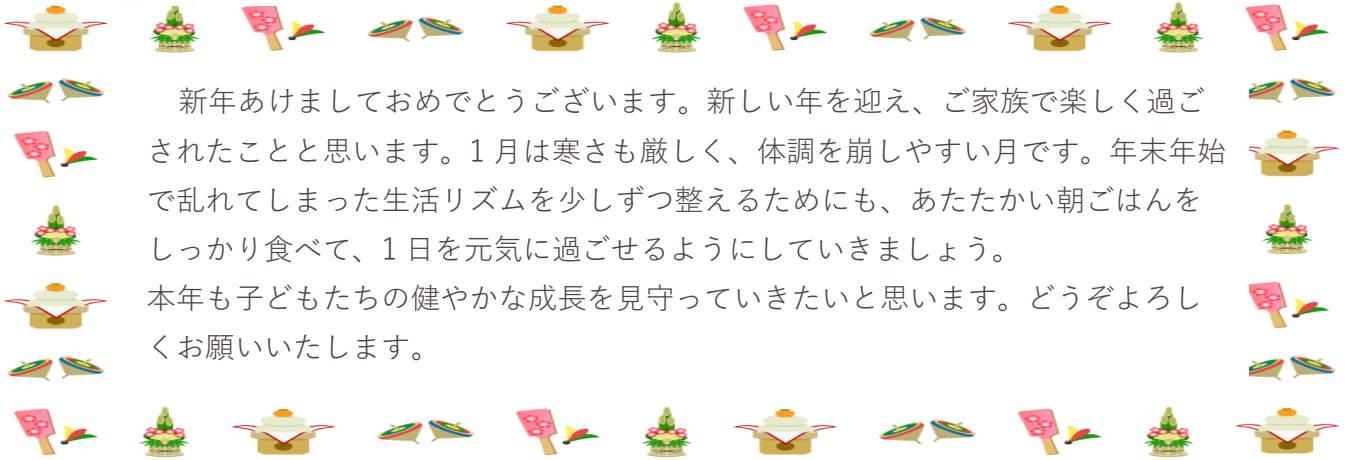 新年あけましておめでとうございます。新しい年を迎え、ご家族で楽しく過ご
されたことと思います。1月は寒さも厳しく、体調を崩しやすい月です。年末年始
で乱れてしまった生活リズムを少しずつ整えるためにも、あたたかい朝ごはんを
しっかり食べて、1日を元気に過ごせるようにしていきましょう。
本年も子どもたちの健やかな成長を見守っていきたいと思います。どうぞよろし
くお願いいたします。